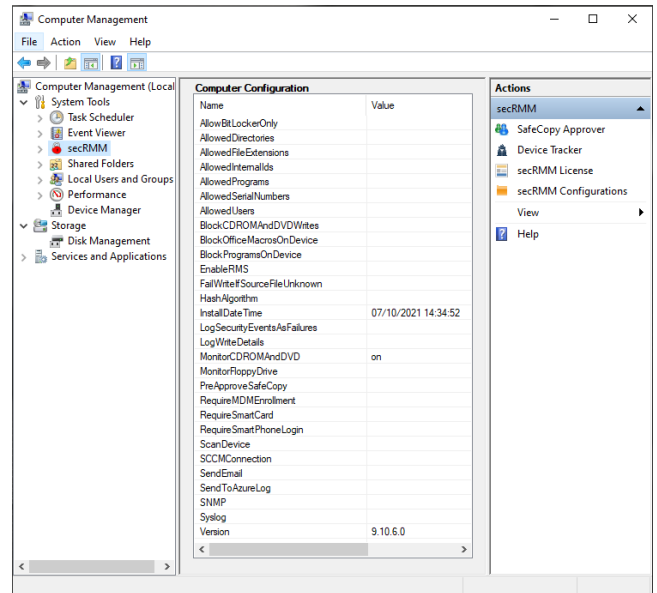 Computer Management
File Action View Help
Computer Management (Local
System Tools
Task Scheduler
Event Viewer
secRMM
Shared Folders
Local Users and Groups
Performance
Device Manager
Storage
Disk Management
Services and Applications
Computer Configuration
Name Value
AllowBitLockerOnly
AllowedDirectories
AllowedFileExtensions
AllowedInternalIds
AllowedPrograms
AllowedSerialNumbers
AllowedUsers
BlockCDROMAndDVDWrites
BlockOfficeMacrosOnDevice
BlockProgramsOnDevice
EnableRMS
FailWriteIfSourceFileUnknown
HashAlgorithm
InstallDateTime 07/10/2021 14:34:52
LogSecurityEventsAsFailures
LogWriteDetails
MonitorCDROMAndDVD on
MonitorFloppyDrive
PreApproveSafeCopy
RequireMDMEnrollment
RequireSmartCard
RequireSmartPhoneLogin
ScanDevice
SCCMConnection
SendEmail
SendToAzureLog
SNMP
Syslog
Version 9.10.6.0
Actions
secRMM
SafeCopy Approver
Device Tracker
secRMM License
secRMM Configurations
View
Help